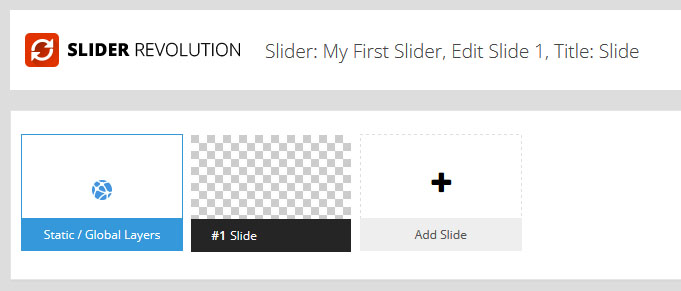 SLIDER REVOLUTION
Slider: My First Slider, Edit Slide 1, Title: Slide
Static / Global Layers
#1 Slide
Add Slide